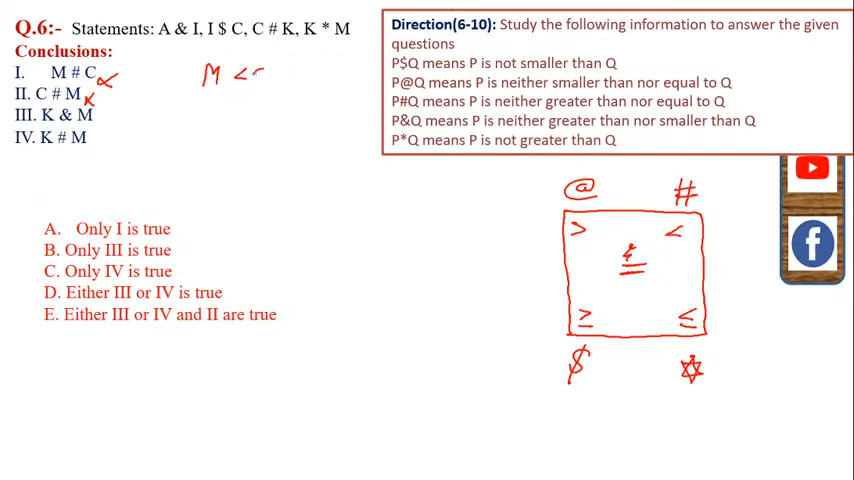 Q.6:- Statements: A & I, I $ C, C # K, K * M
Conclusions:
I. M # C
II. C # M
III. K & M
IV. K # M
M <
A. Only I is true
B. Only III is true
C. Only IV is true
D. Either III or IV is true
E. Either III or IV and II are true
Direction(6-10): Study the following information to answer the given
questions
P$Q means P is not smaller than Q
P@Q means P is neither smaller than nor equal to Q
P#Q means P is neither greater than nor equal to Q
P&Q means P is neither greater than nor smaller than Q
P*Q means P is not greater than Q
@ #
> <
≥ ≤
$
f